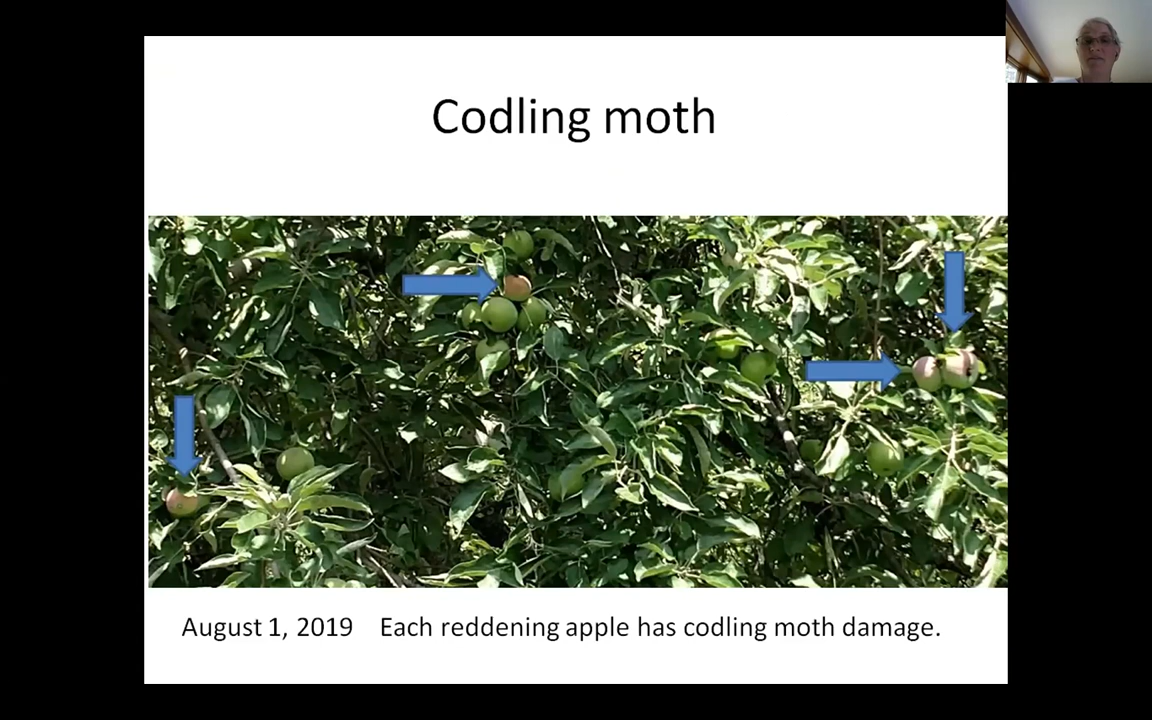 Codling moth
August 1, 2019 Each reddening apple has codling moth damage.